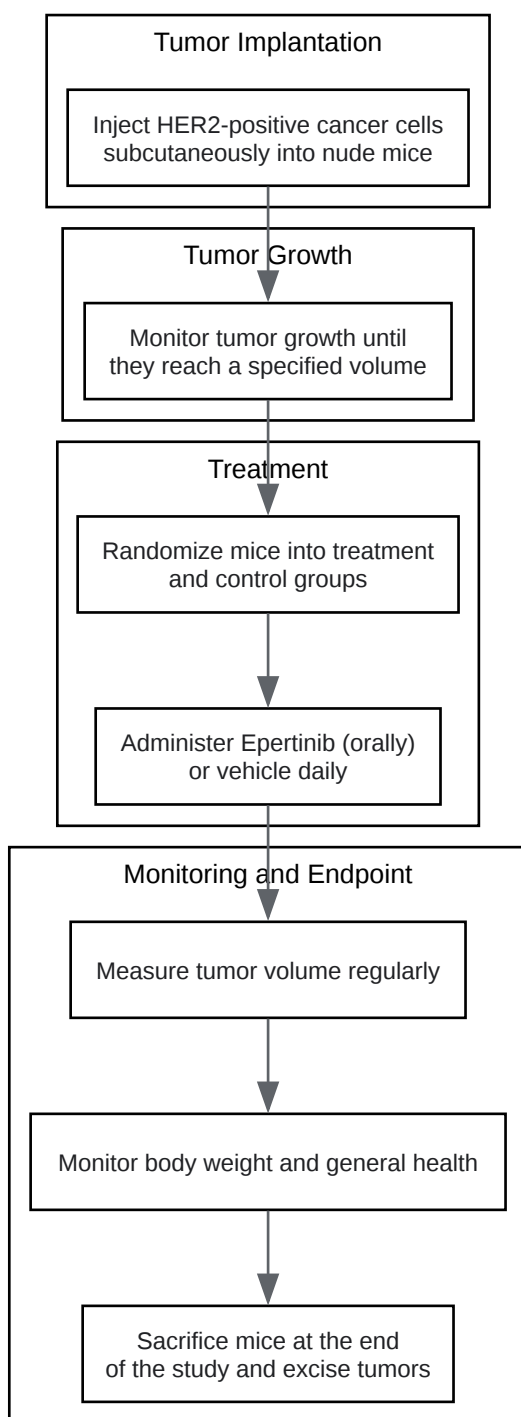 Tumor Implantation
Inject HER2-positive cancer cells
subcutaneously into nude mice
Tumor Growth
Monitor tumor growth until
they reach a specified volume
Treatment
Randomize mice into treatment
and control groups
Administer Epertinib (orally)
or vehicle daily
Monitoring and Endpoint
Measure tumor volume regularly
Monitor body weight and general health
Sacrifice mice at the end
of the study and excise tumors